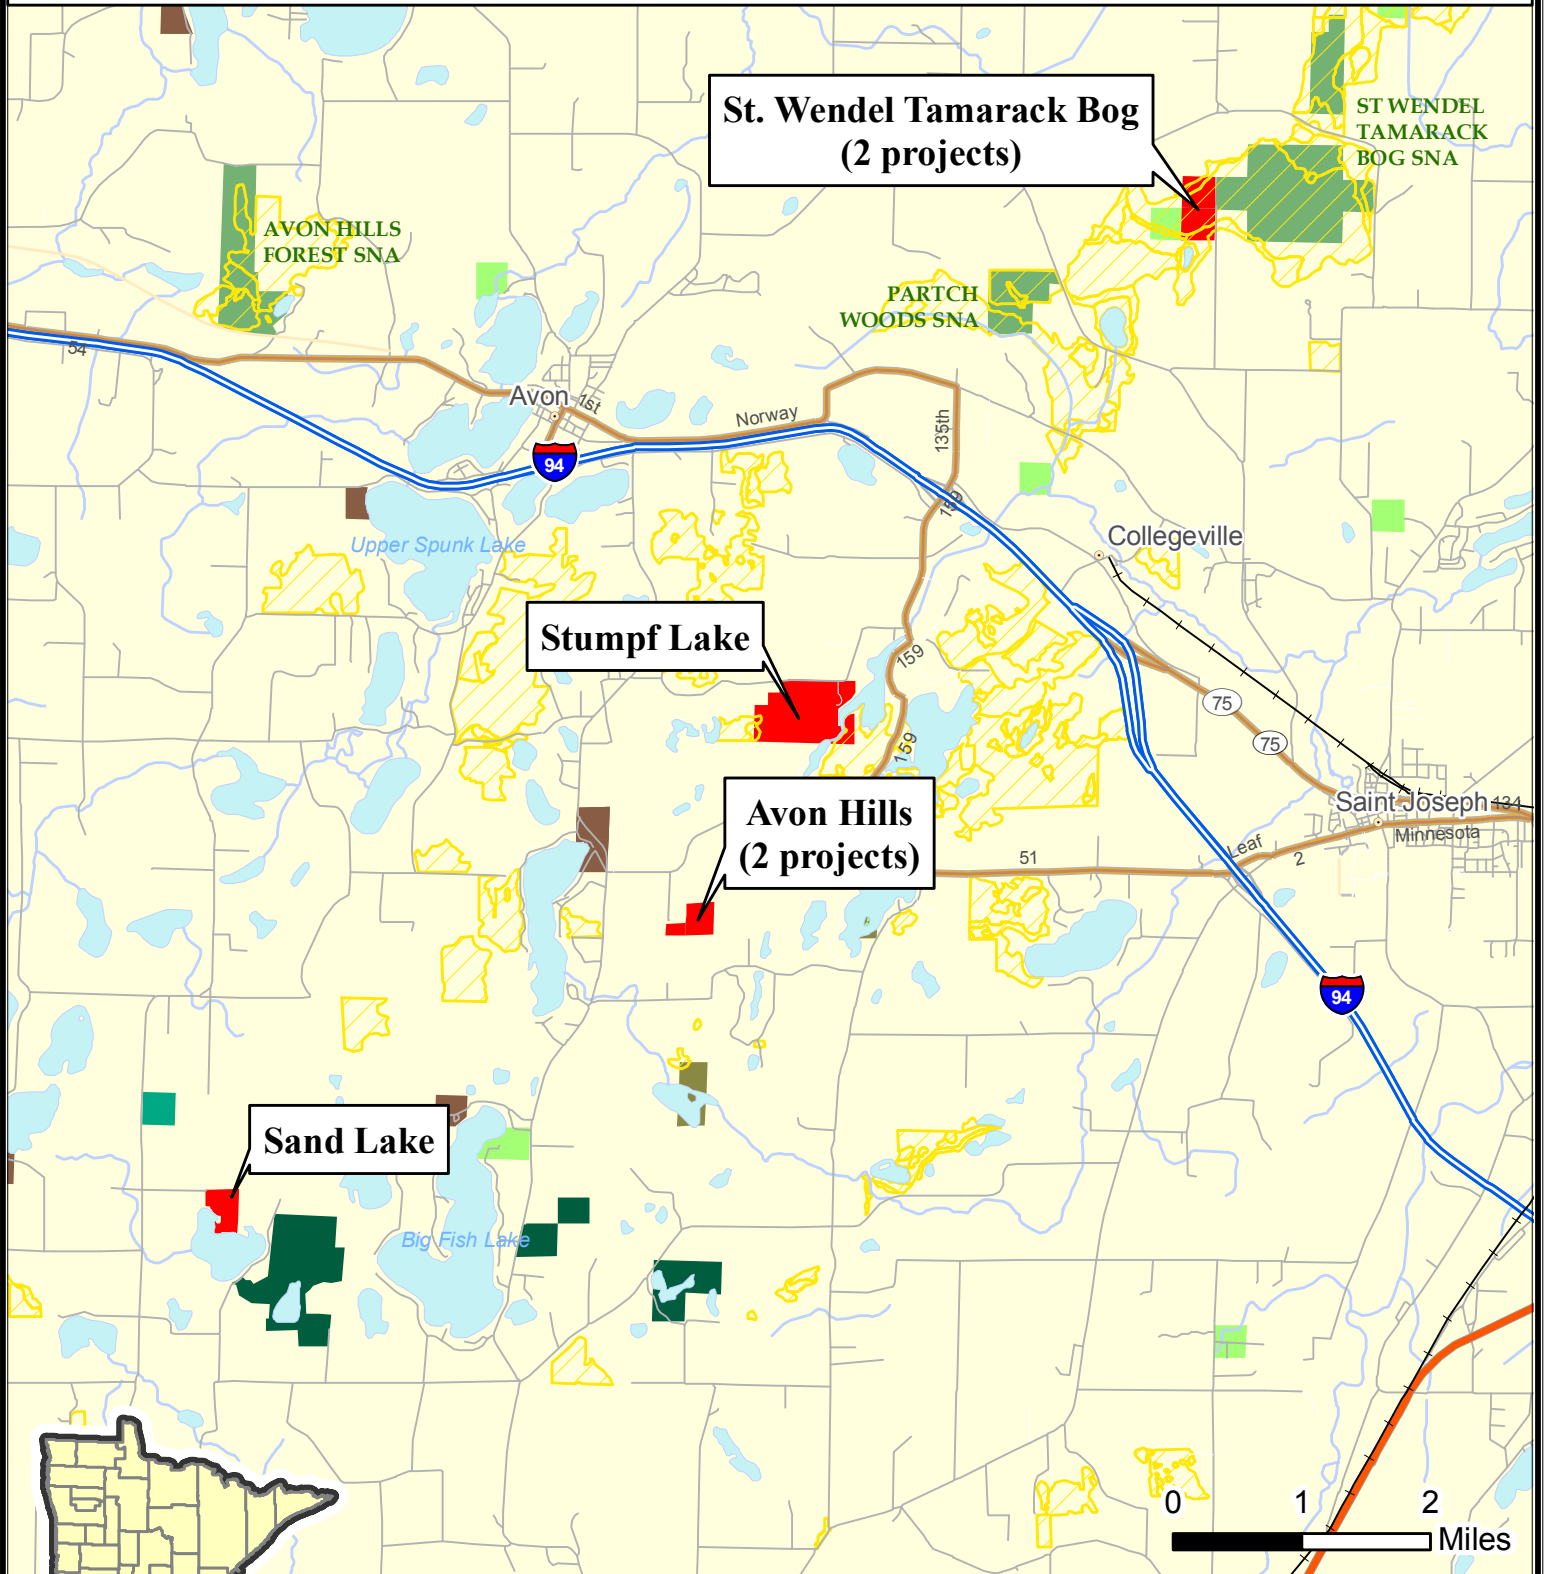 St. Wendel Tamarack Bog
(2 projects)
ST WENDEL
TAMARACK
BOG SNA
AVON HILLS
FOREST SNA
PARTCH
WOODS SNA
54
Avon
1st
Norway
135th
94
159
Collegeville
Upper Spunk Lake
Stumpf Lake
159
75
75
159
Avon Hills
(2 projects)
Saint Joseph
134
Minnesota
Leaf
2
51
94
Sand Lake
Big Fish Lake
0 1 2
Miles